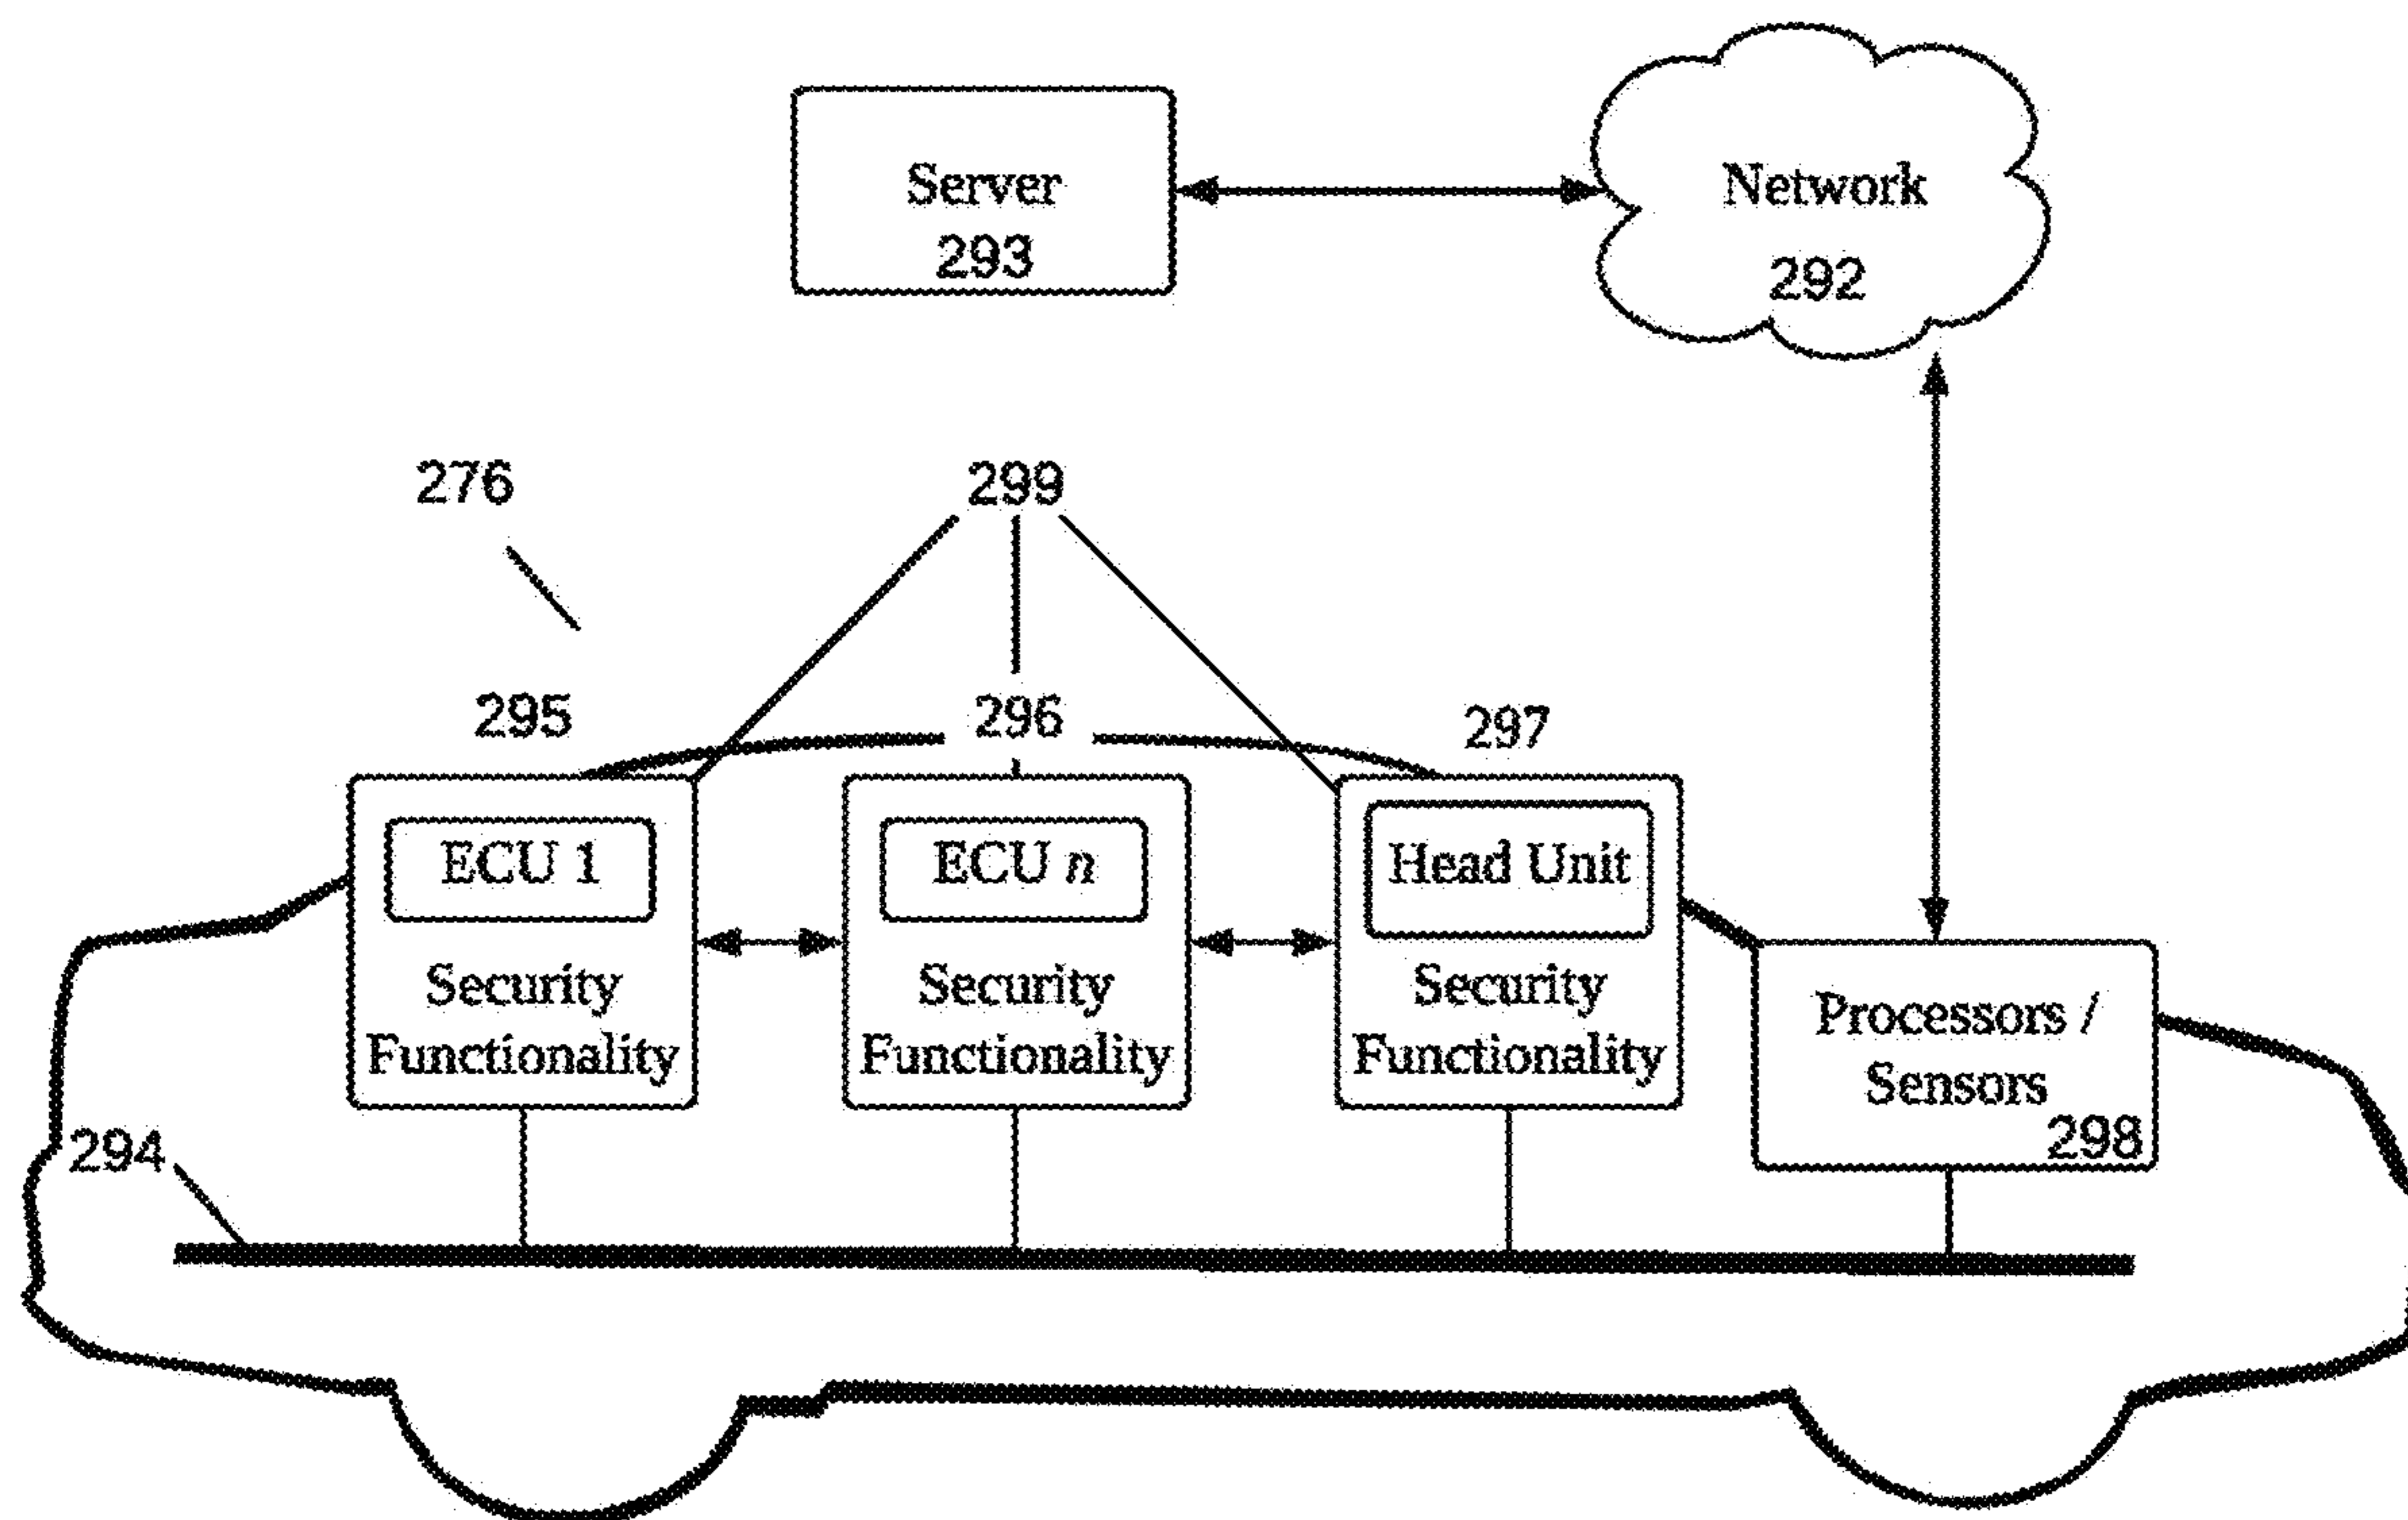 Server
293
Network
292
276
299
295
296
297
ECU 1
Security
Functionality
ECU n
Security
Functionality
Head Unit
Security
Functionality
Processors /
Sensors
298
294